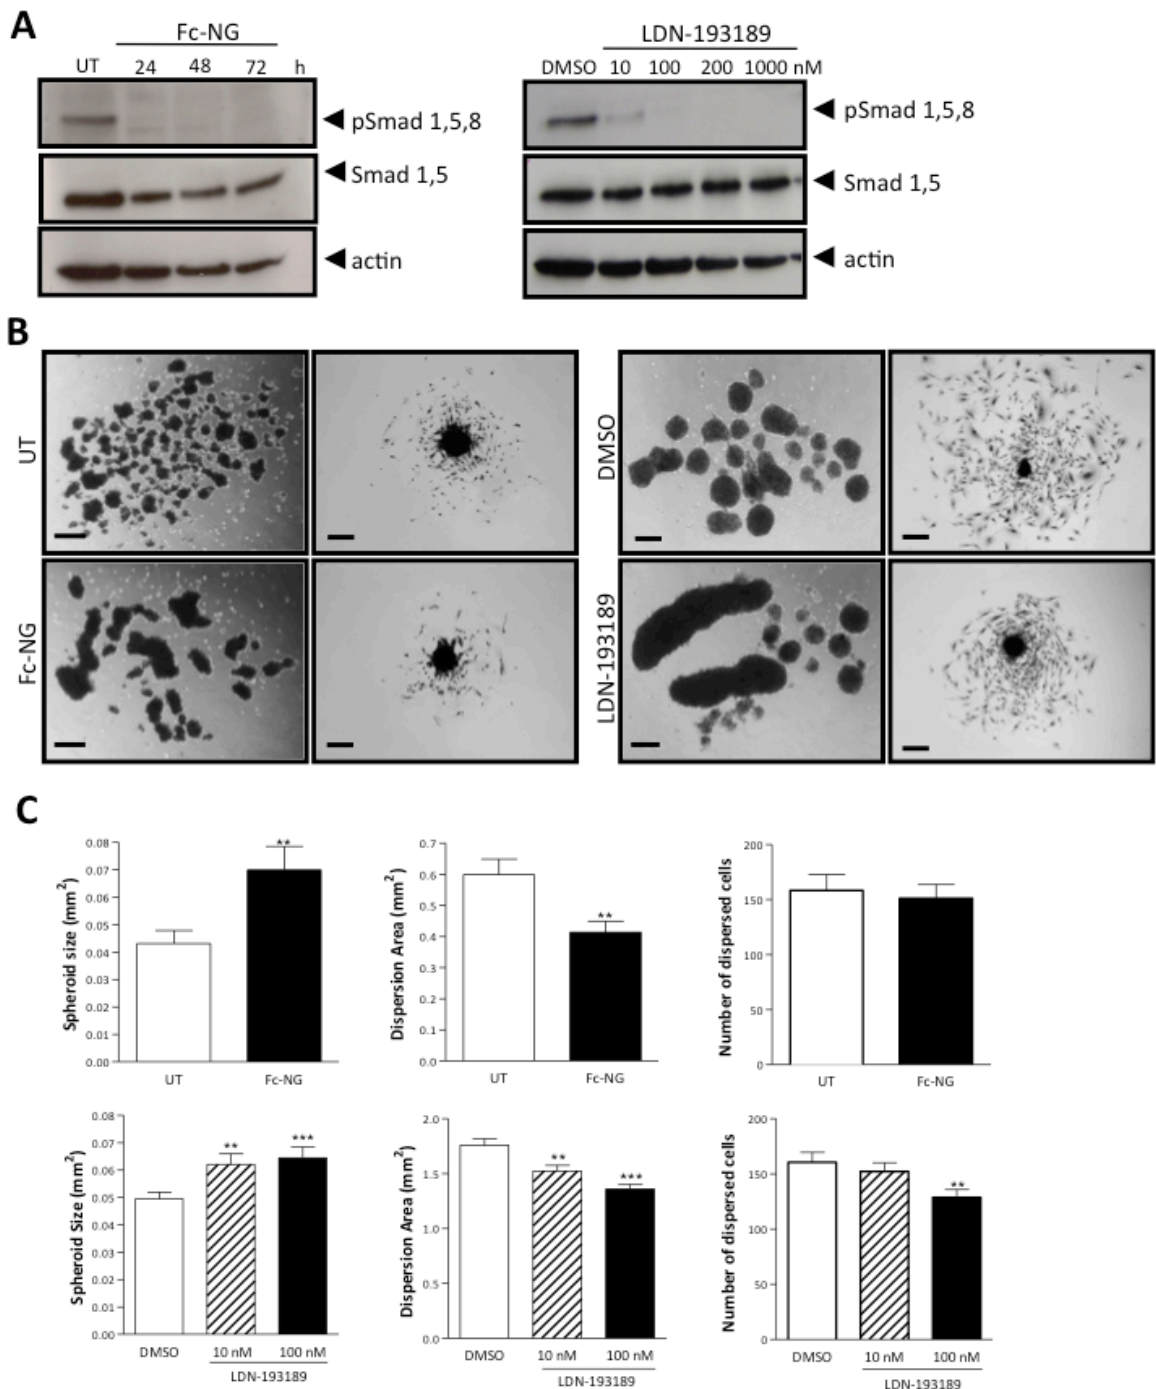 A
Fc-NG
UT 24 48 72 h
pSmad 1,5,8
Smad 1,5
actin
LDN-193189
DMSO 10 100 200 1000 nM
pSmad 1,5,8
Smad 1,5
actin
B
UT
Fc-NG
DMSO
LDN-193189
C
Spheroid size (mm²)
0.08
0.07
0.06
0.05
0.04
0.03
0.02
0.01
0.00
**
UT Fc-NG
Dispersion Area (mm²)
0.7
0.6
0.5
0.4
0.3
0.2
0.1
0.0
**
UT Fc-NG
Number of dispersed cells
200
150
100
50
0
UT Fc-NG
Spheroid Size (mm²)
0.08
0.07
0.06
0.05
0.04
0.03
0.02
0.01
0.00
** ***
DMSO 10 nM 100 nM
LDN-193189
Dispersion Area (mm²)
2.0
1.5
1.0
0.5
0.0
** ***
DMSO 10 nM 100 nM
LDN-193189
Number of dispersed cells
200
150
100
50
0
**
DMSO 10 nM 100 nM
LDN-193189